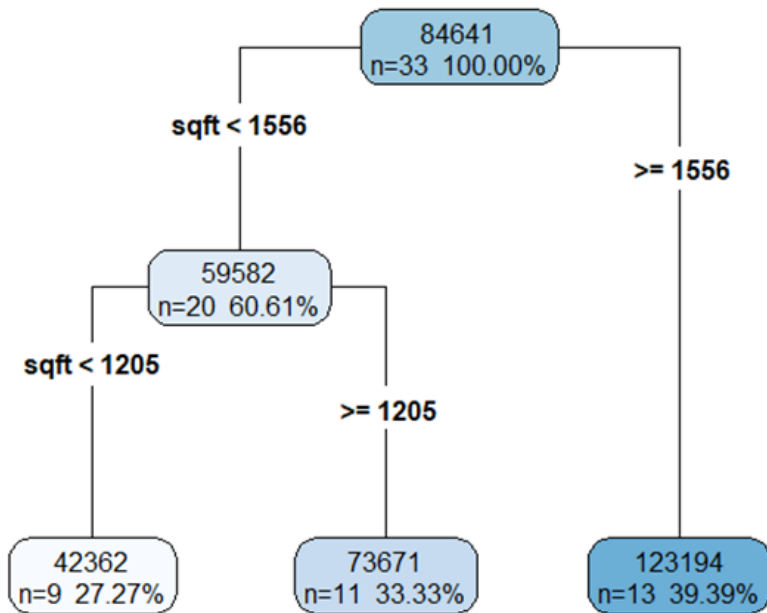 84641
n=33 100.00%
sqft < 1556
>= 1556
59582
n=20 60.61%
sqft < 1205
>= 1205
42362
n=9 27.27%
73671
n=11 33.33%
123194
n=13 39.39%